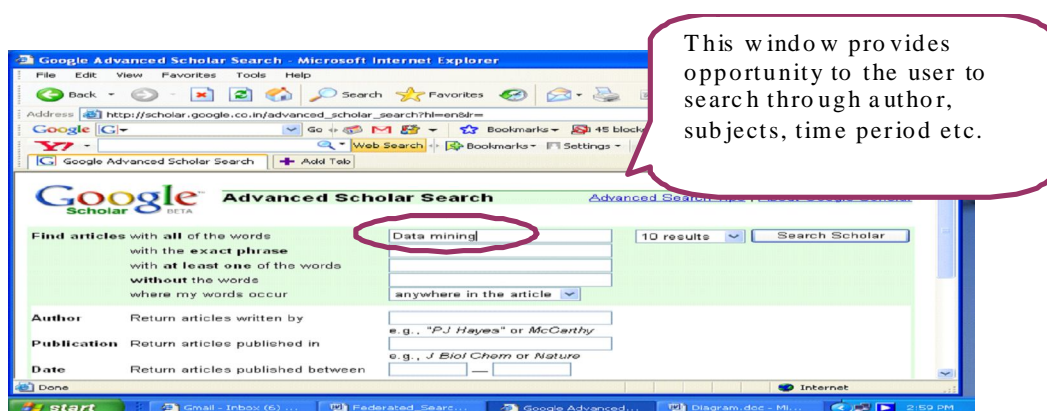 This window provides
opportunity to the user to
search through author,
subjects, time period etc.
Google Advanced Scholar Search - Microsoft Internet Explorer
File Edit View Favorites Tools Help
Back Search Favorites
Address http://scholar.google.co.in/advanced_scholar_search?hl=en&lr=
Google G Go Bookmarks 45 block
Y7 - Web Search Bookmarks Settings
G Google Advanced Scholar Search Add Tab
Google Scholar BETA Advanced Scholar Search Advanced Search Tips | About Google Scholar
Find articles with all of the words Data mining 10 results Search Scholar
with the exact phrase
with at least one of the words
without the words
where my words occur anywhere in the article
Author Return articles written by
e.g., "PJ Hayes" or McCarthy
Publication Return articles published in
e.g., J Biol Chem or Nature
Date Return articles published between —
Done Internet
start Gmail - Inbox (6) ... Federated_Searc... Google Advanced... Diagram.doc - Mi... 2:59 PM